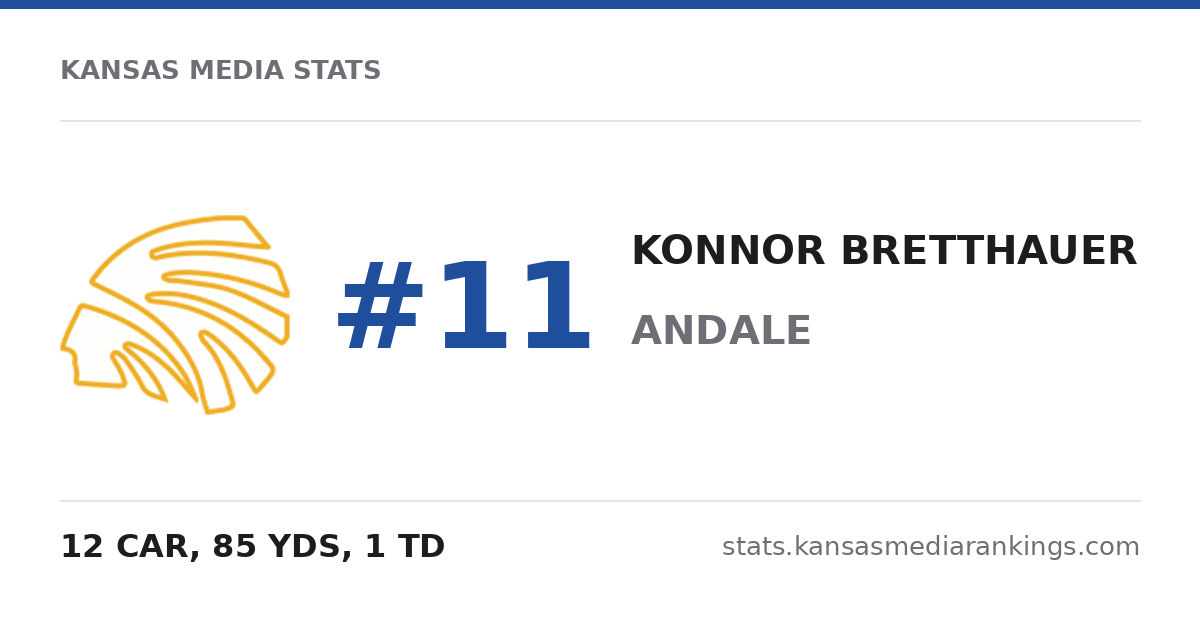 KANSAS MEDIA STATS
#11
KONNOR BRETTHAUER
ANDALE
12 CAR, 85 YDS, 1 TD
stats.kansasmediarankings.com